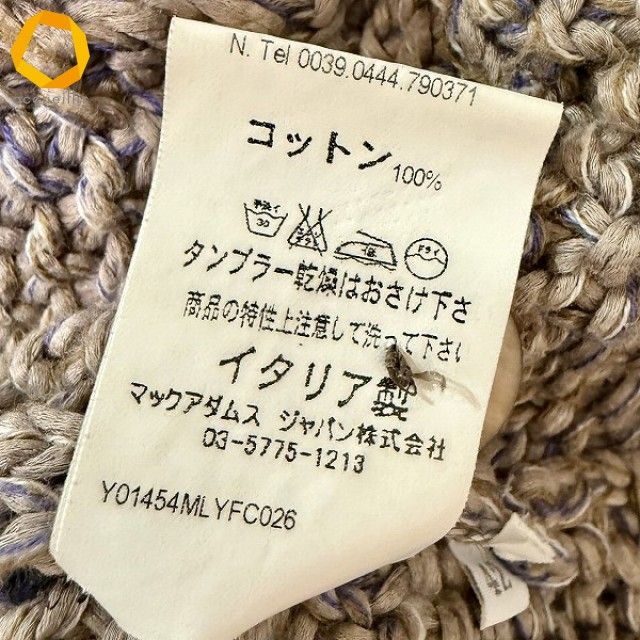 N. Tel 0039.0444.790371
コットン 100%
タンブラー乾燥はおさけ下さ
商品の特性上注意して洗って下さい
イタリア製
マックアダムス ジャパン株式会社
03-5775-1213
Y01454MLYFC026